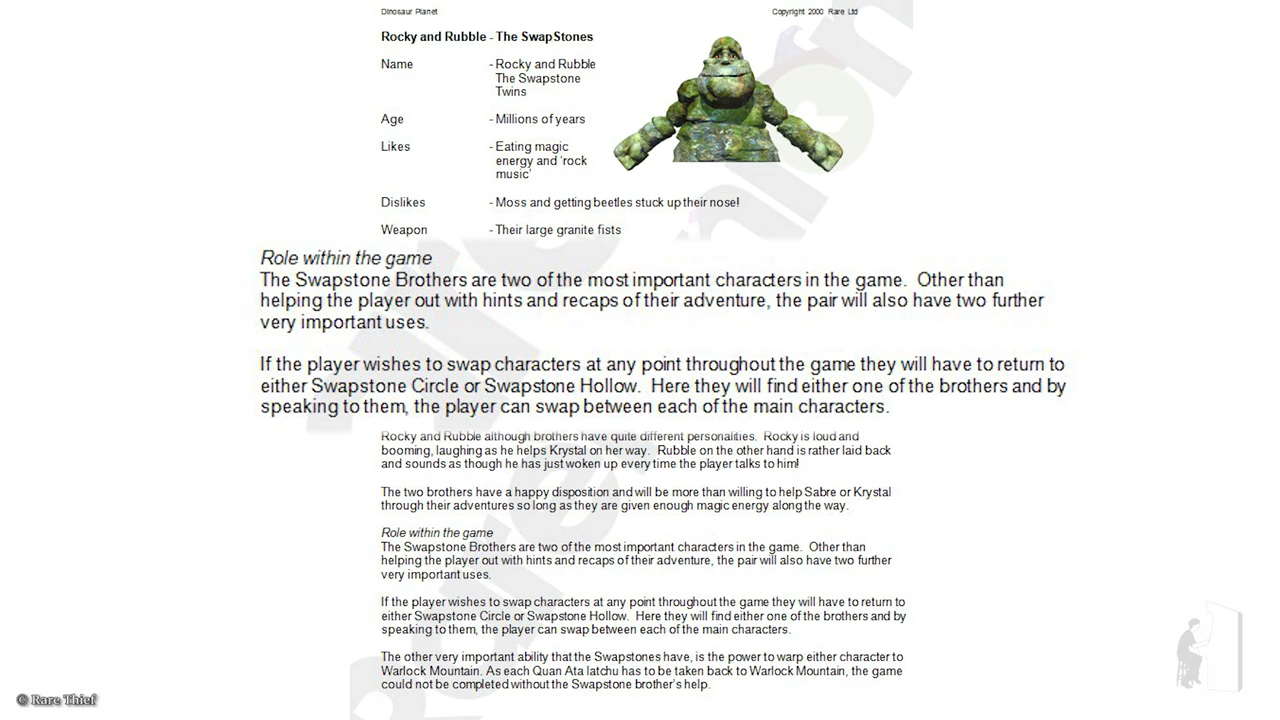 Dinosaur Planet
Copyright 2000 Rare Ltd
Rocky and Rubble - The SwapStones
Name - Rocky and Rubble
The Swapstone
Twins
Age - Millions of years
Likes - Eating magic
energy and ‘rock
music’
Dislikes - Moss and getting beetles stuck up their nose!
Weapon - Their large granite fists
Role within the game
The Swapstone Brothers are two of the most important characters in the game. Other than
helping the player out with hints and recaps of their adventure, the pair will also have two further
very important uses.
If the player wishes to swap characters at any point throughout the game they will have to return to
either Swapstone Circle or Swapstone Hollow. Here they will find either one of the brothers and by
speaking to them, the player can swap between each of the main characters.
Rocky and Rubble although brothers have quite different personalities. Rocky is loud and
booming, laughing as he helps Krystal on her way. Rubble on the other hand is rather laid back
and sounds as though he has just woken up every time the player talks to him!
The two brothers have a happy disposition and will be more than willing to help Sabre or Krystal
through their adventures so long as they are given enough magic energy along the way.
Role within the game
The Swapstone Brothers are two of the most important characters in the game. Other than
helping the player out with hints and recaps of their adventure, the pair will also have two further
very important uses.
If the player wishes to swap characters at any point throughout the game they will have to return to
either Swapstone Circle or Swapstone Hollow. Here they will find either one of the brothers and by
speaking to them, the player can swap between each of the main characters.
The other very important ability that the Swapstones have, is the power to warp either character to
Warlock Mountain. As each Quan Ata latchu has to be taken back to Warlock Mountain, the game
could not be completed without the Swapstone brother's help.
© Rare Thief